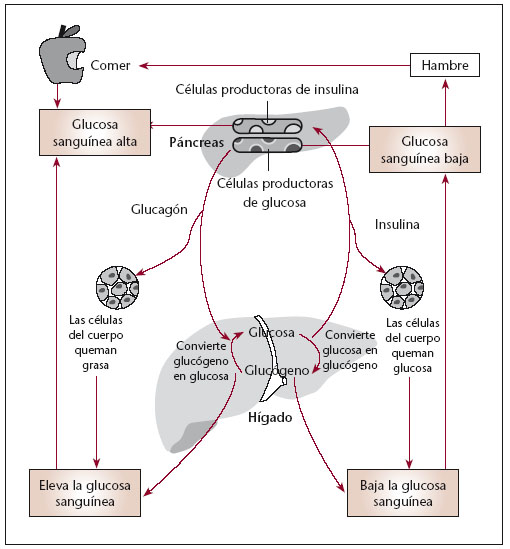 Comer
Hambre
Células productoras de insulina
Glucosa
sanguínea alta
Páncreas
Glucosa
sanguínea baja
Células productoras
de glucosa
Glucagón
Insulina
Las células
del cuerpo
queman
grasa
Las células
del cuerpo
queman
glucosa
Convierte
glucógeno
en glucosa
Glucosa
Glucógeno
Convierte
glucosa en
glucógeno
Hígado
Eleva la glucosa
sanguínea
Baja la glucosa
sanguínea